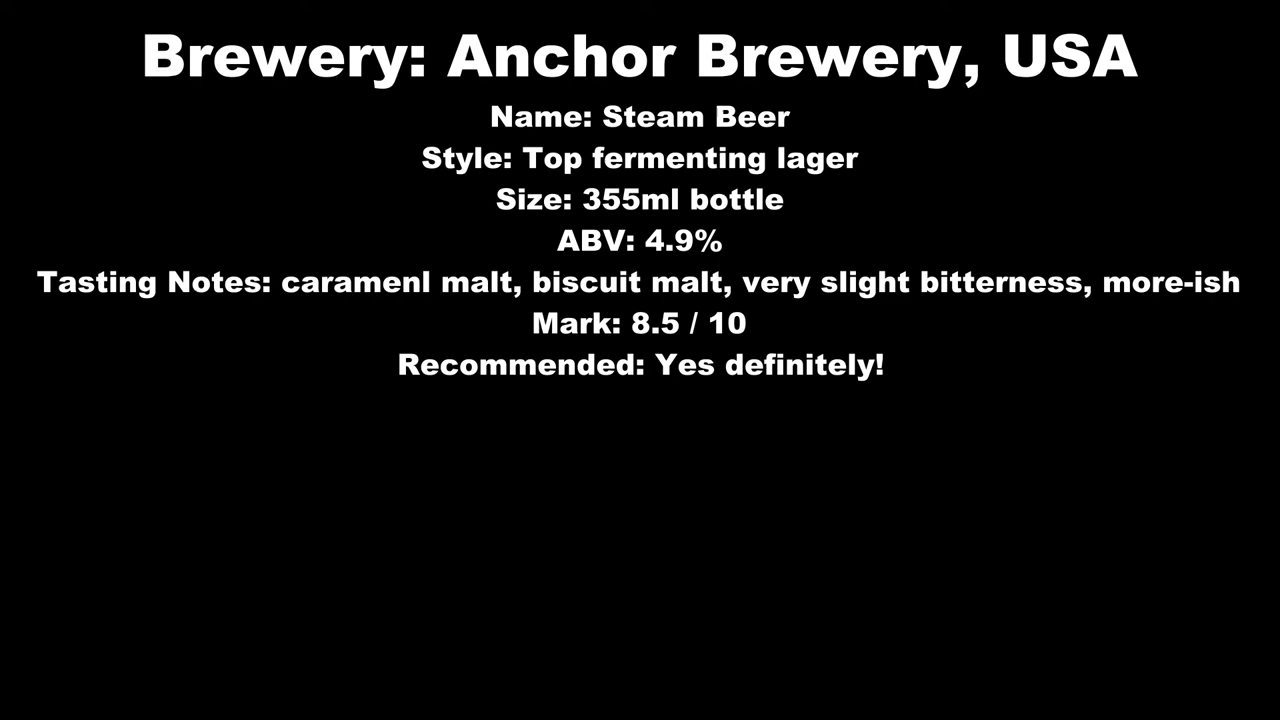 Brewery: Anchor Brewery, USA
Name: Steam Beer
Style: Top fermenting lager
Size: 355ml bottle
ABV: 4.9%
Tasting Notes: caramenl malt, biscuit malt, very slight bitterness, more-ish
Mark: 8.5 / 10
Recommended: Yes definitely!